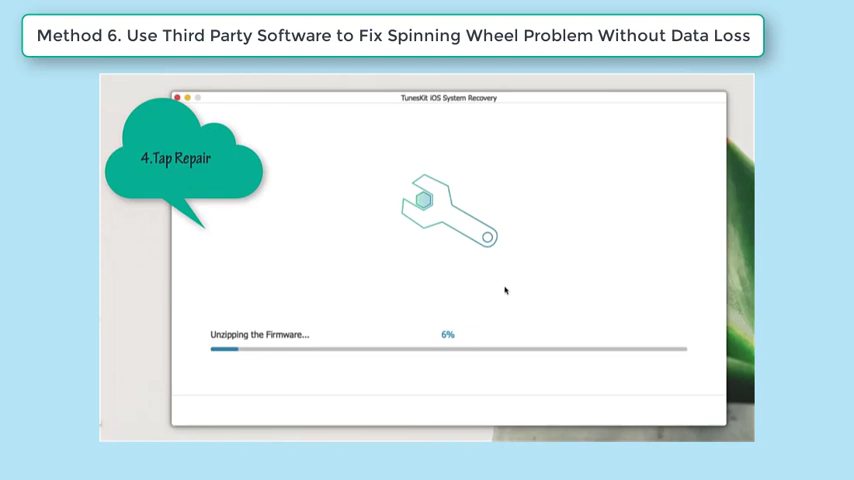 Method 6. Use Third Party Software to Fix Spinning Wheel Problem Without Data Loss
TunesKit iOS System Recovery
4.Tap Repair
Unzipping the Firmware... 6%